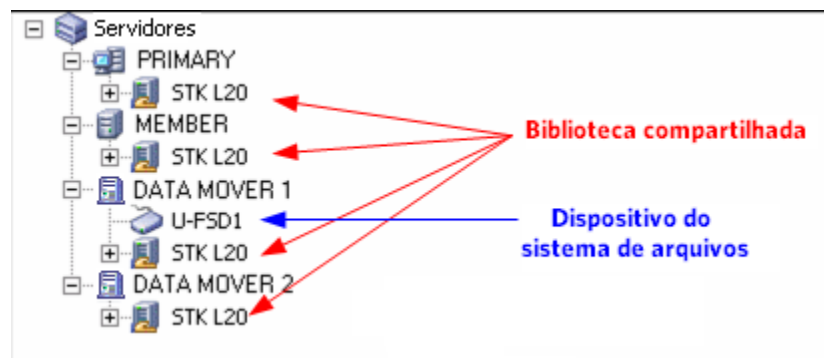 Servidores
PRIMARY
STK L20
MEMBER
STK L20
Biblioteca compartilhada
DATA MOVER 1
U-FSD1
Dispositivo do
sistema de arquivos
STK L20
DATA MOVER 2
STK L20